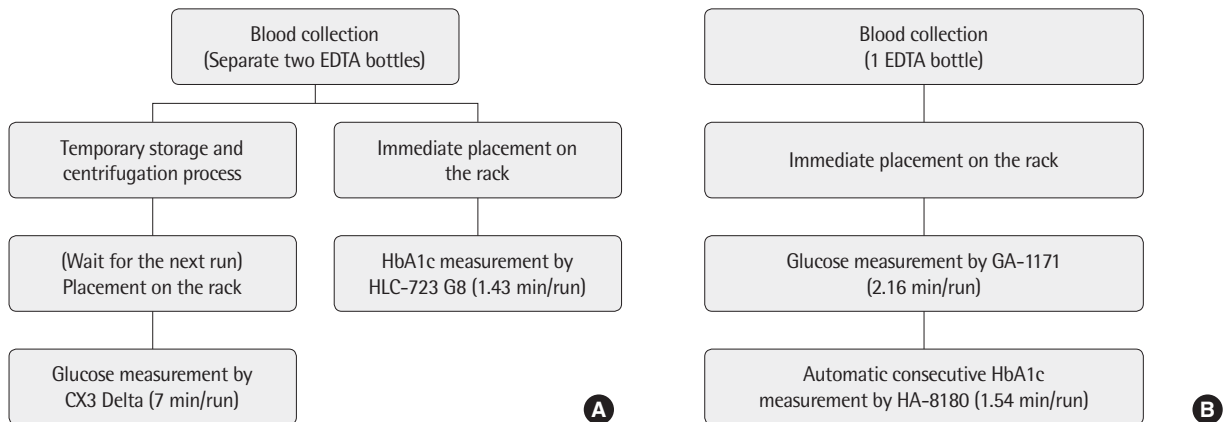 Blood collection
(Separate two EDTA bottles)
Temporary storage and
centrifugation process
Immediate placement on
the rack
(Wait for the next run)
Placement on the rack
HbA1c measurement by
HLC-723 G8 (1.43 min/run)
Glucose measurement by
CX3 Delta (7 min/run)
A
Blood collection
(1 EDTA bottle)
Immediate placement on the rack
Glucose measurement by GA-1171
(2.16 min/run)
Automatic consecutive HbA1c
measurement by HA-8180 (1.54 min/run)
B